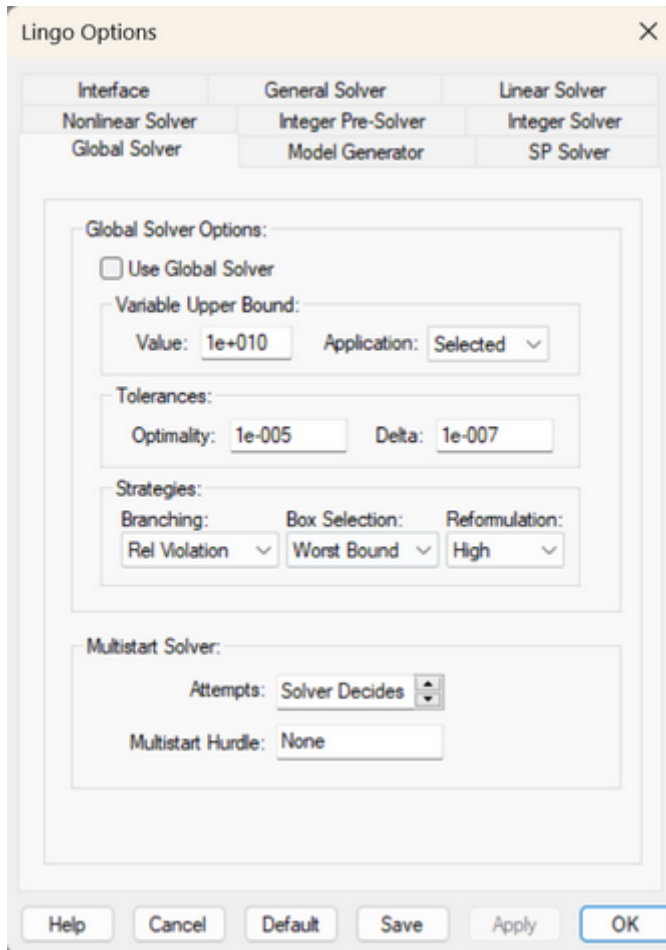 Lingo Options
Interface General Solver Linear Solver
Nonlinear Solver Integer Pre-Solver Integer Solver
Global Solver Model Generator SP Solver
Global Solver Options:
Use Global Solver
Variable Upper Bound:
Value: 1e+010 Application: Selected
Tolerances:
Optimality: 1e-005 Delta: 1e-007
Strategies:
Branching: Box Selection: Reformulation:
Rel Violation Worst Bound High
Multistart Solver:
Attempts: Solver Decides
Multistart Hurdle: None
Help Cancel Default Save Apply OK